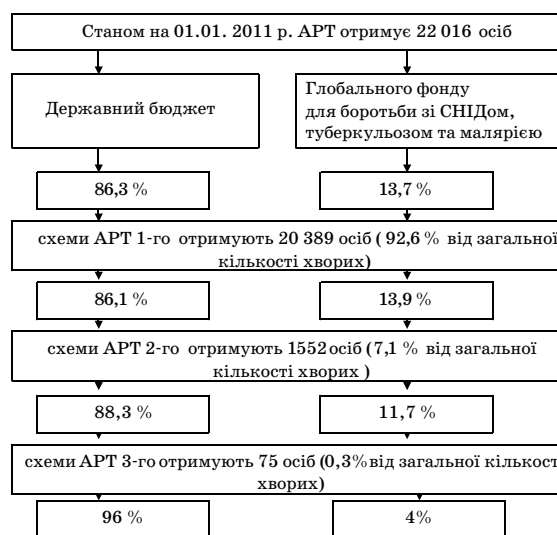 Станом на 01.01. 2011 р. АРТ отримує 22 016 осіб
Державний бюджет
Глобального фонду
для боротьби зі СНІДом,
туберкульозом та малярією
86,3 %
13,7 %
схеми АРТ 1-го отримують 20 389 осіб ( 92,6 % від загальної
кількості хворих)
86,1 %
13,9 %
схеми АРТ 2-го отримують 1552 осіб (7,1 % від загальної
кількості хворих )
88,3 %
11,7 %
схеми АРТ 3-го отримують 75 осіб (0,3% від загальної кількост
хворих)
96 %
4%